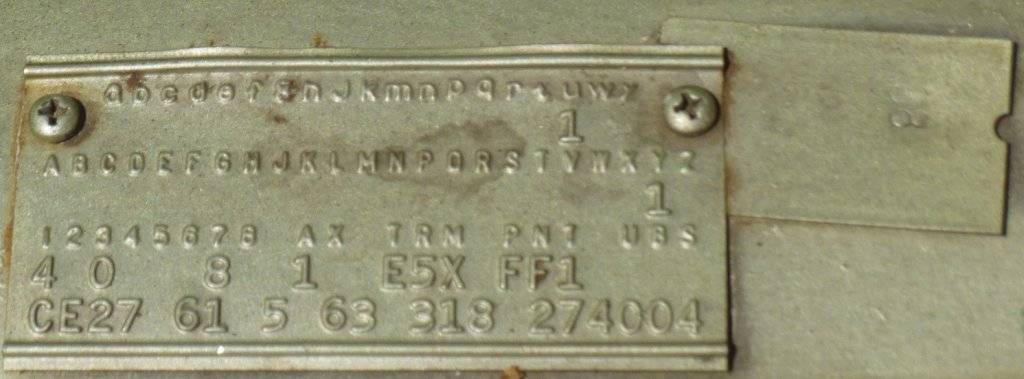 abcdefghJkmnpqrtuwy
1
ABCDEFGHJKLMNPQRSTVWXYZ
1
12345678 AX TRM PNT UBS
4 0 8 1 E5X FF1
CE27 61 5 63 318 274004
8